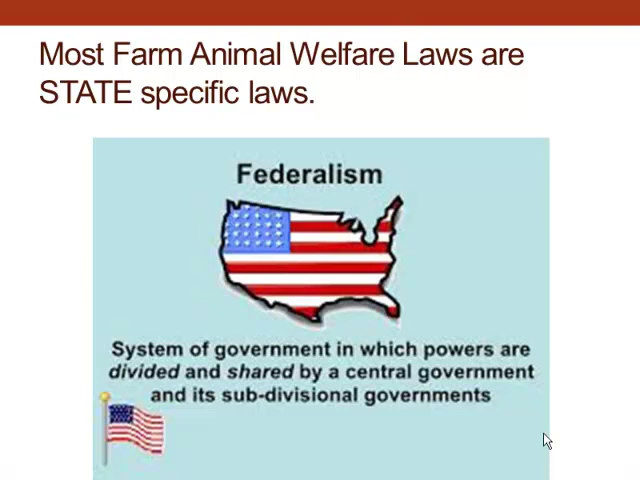 Most Farm Animal Welfare Laws are
STATE specific laws.
Federalism
System of government in which powers are
divided and shared by a central government
and its sub-divisional governments